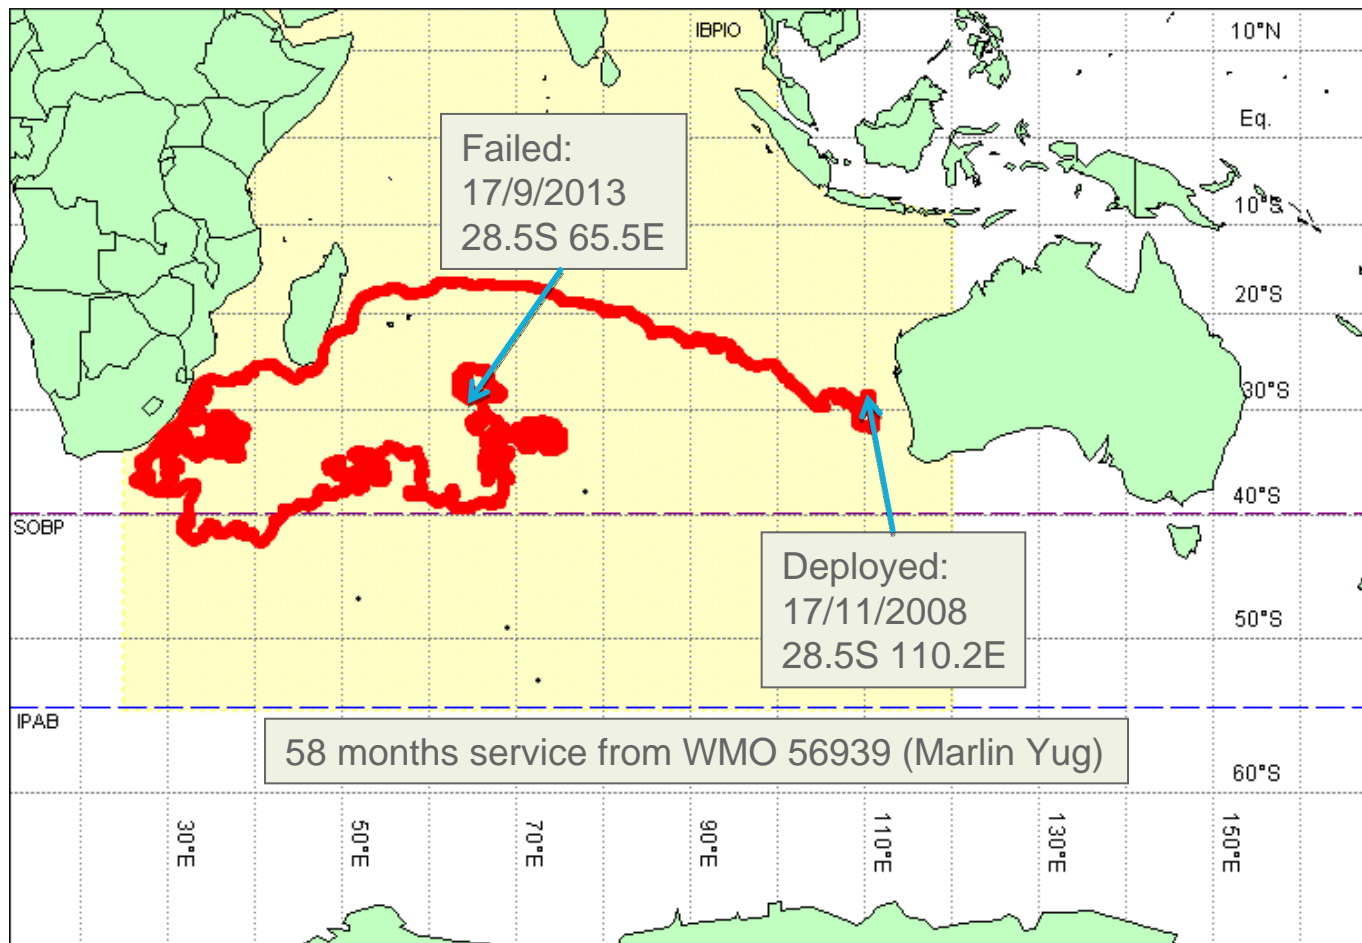 IBPIO
10°N
Eq.
10°S
20°S
30°S
40°S
50°S
60°S
Failed:
17/9/2013
28.5S 65.5E
SOBP
Deployed:
17/11/2008
28.5S 110.2E
IPAB
58 months service from WMO 56939 (Marlin Yug)
30°E
50°E
70°E
90°E
110°E
130°E
150°E